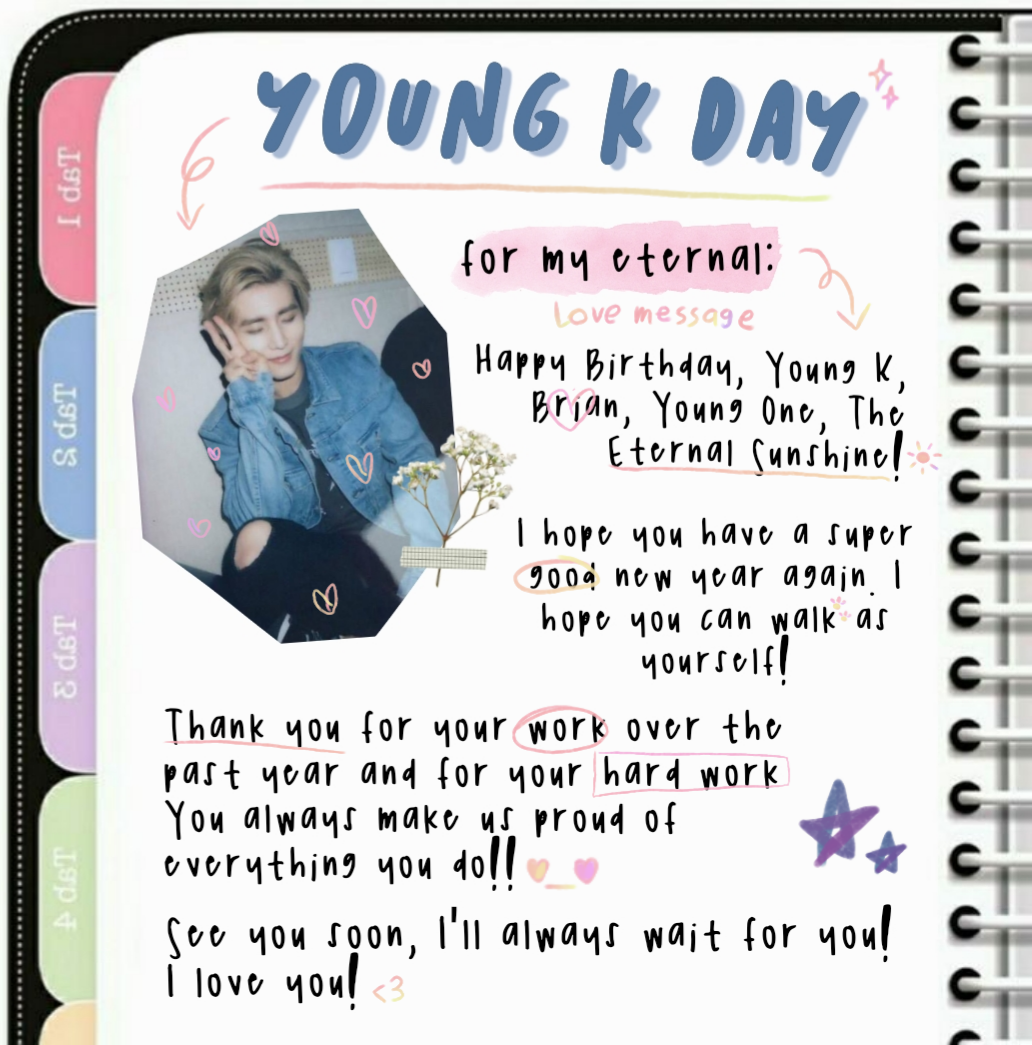 YOUNG K DAY
for my eternal:
Love message
Happy Birthday, Young K,
Brian, Young One, The
Eternal Sunshine!
I hope you have a super
good new year again. I
hope you can walk as
yourself!
Thank you for your work over the
past year and for your hard work
You always make us proud of
everything you do!!
See you soon, I'll always wait for you!
I love you! <3
Tab 1
Tab 2
Tab 3
Tab 4